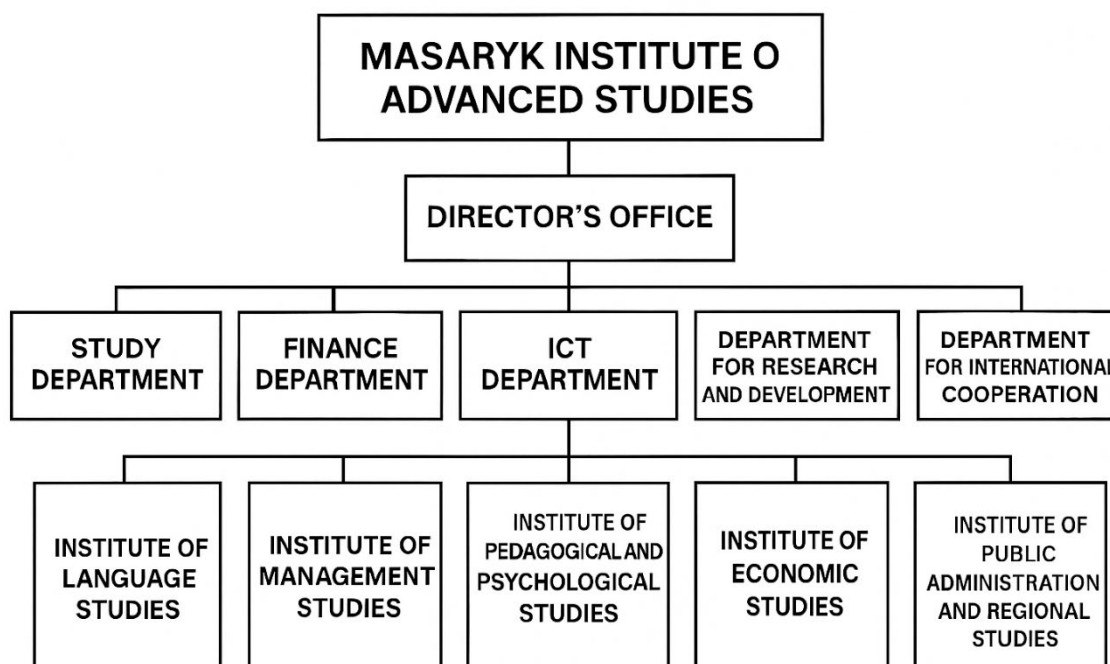 MASARYK INSTITUTE O
ADVANCED STUDIES
DIRECTOR'S OFFICE
STUDY
DEPARTMENT
FINANCE
DEPARTMENT
ICT
DEPARTMENT
DEPARTMENT
FOR RESEARCH
AND DEVELOPMENT
DEPARTMENT
FOR INTERNATIONAL
COOPERATION
INSTITUTE OF
LANGUAGE
STUDIES
INSTITUTE OF
MANAGEMENT
STUDIES
INSTITUTE OF
PEDAGOGICAL AND
PSYCHOLOGICAL
STUDIES
INSTITUTE OF
ECONOMIC
STUDIES
INSTITUTE OF
PUBLIC
ADMINISTRATION
AND REGIONAL
STUDIES